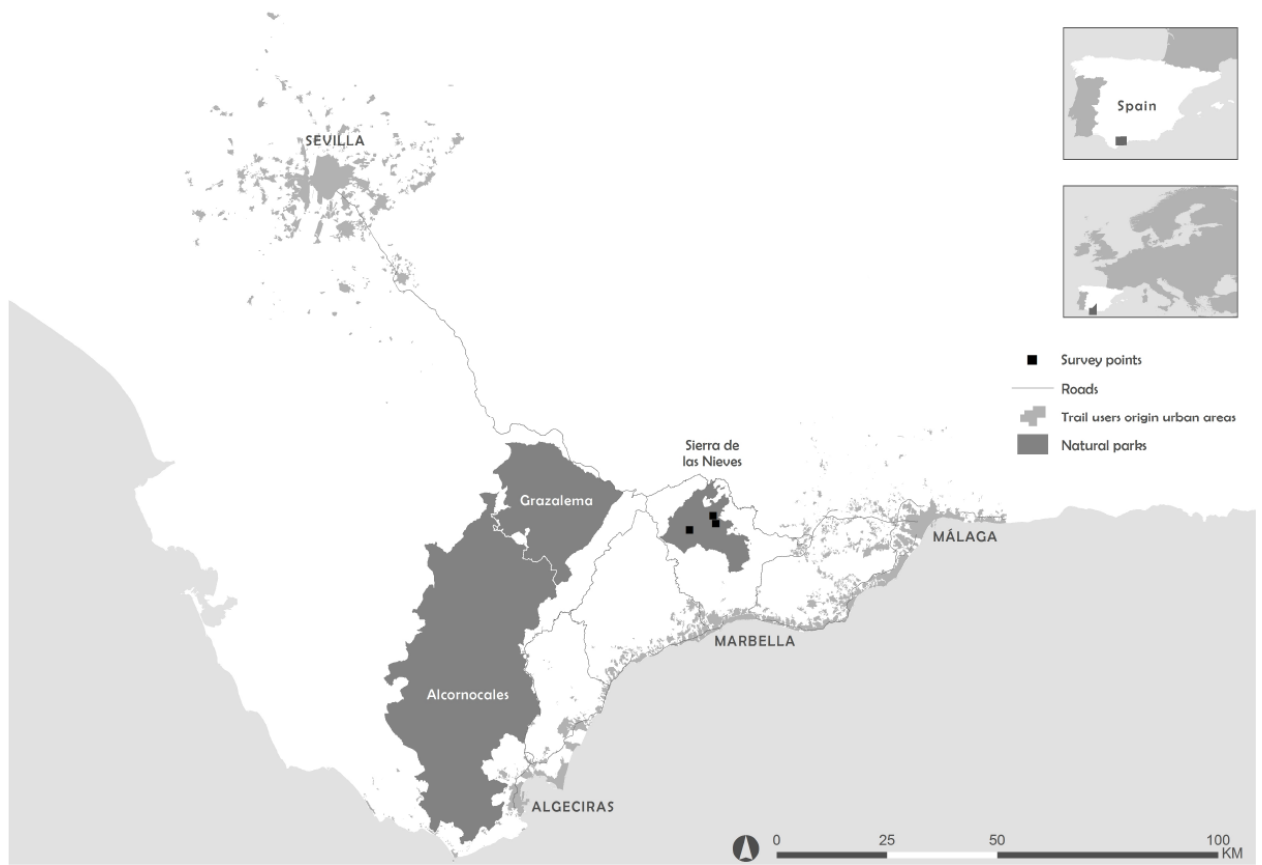 SEVILLA
Spain
Survey points
Roads
Trail users origin urban areas
Natural parks
Sierra de
las Nieves
Grazalema
MÁLAGA
MARBELLA
Alcornocales
ALGECIRAS
0 25 50 100
KM